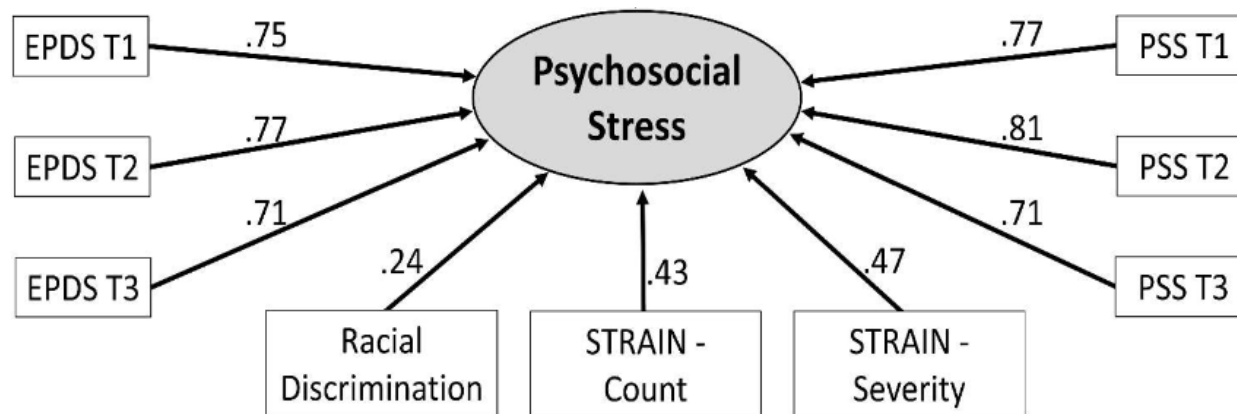 EPDS T1
.75
Psychosocial
Stress
.77
PSS T1
EPDS T2
.77
.81
PSS T2
EPDS T3
.71
.24
.43
.47
.71
PSS T3
Racial
Discrimination
STRAIN -
Count
STRAIN -
Severity